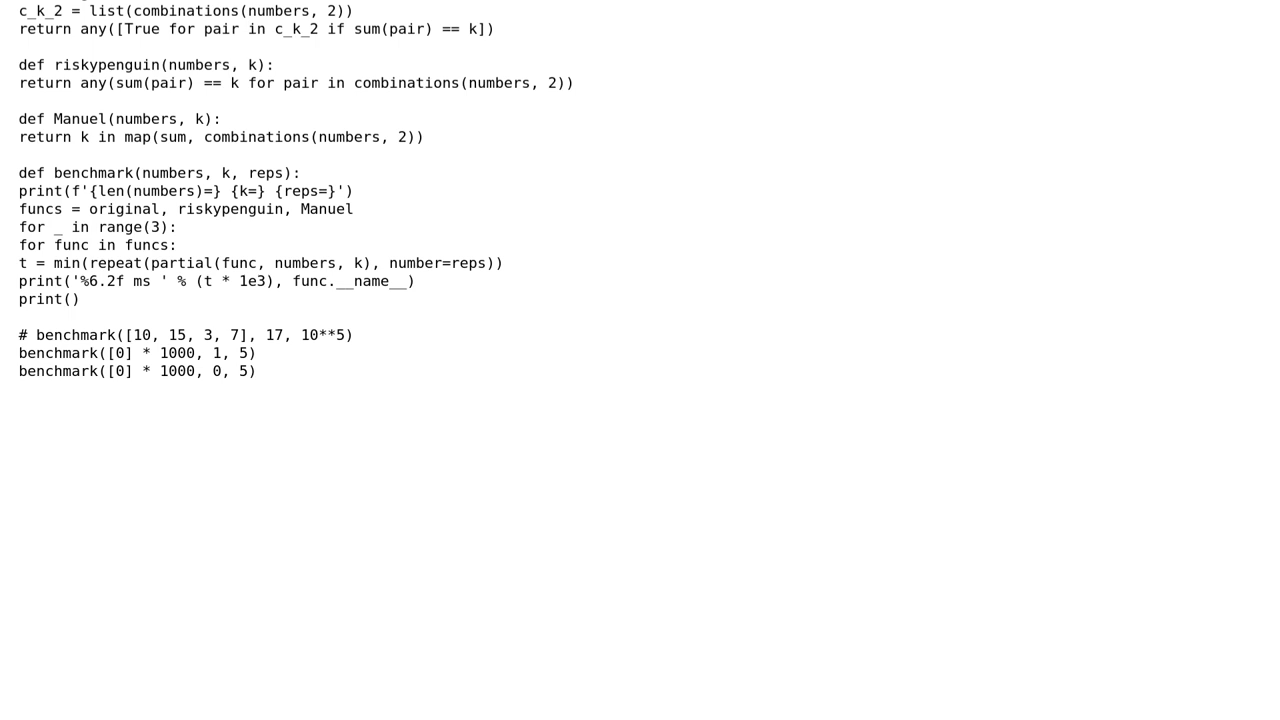 c_k_2 = list(combinations(numbers, 2))
return any([True for pair in c_k_2 if sum(pair) == k])

def riskypenguin(numbers, k):
return any(sum(pair) == k for pair in combinations(numbers, 2))

def Manuel(numbers, k):
return k in map(sum, combinations(numbers, 2))

def benchmark(numbers, k, reps):
print(f'{len(numbers)=} {k=} {reps=}')
funcs = original, riskypenguin, Manuel
for _ in range(3):
for func in funcs:
t = min(repeat(partial(func, numbers, k), number=reps))
print('%6.2f ms ' % (t * 1e3), func.__name__)
print()

# benchmark([10, 15, 3, 7], 17, 10**5)
benchmark([0] * 1000, 1, 5)
benchmark([0] * 1000, 0, 5)